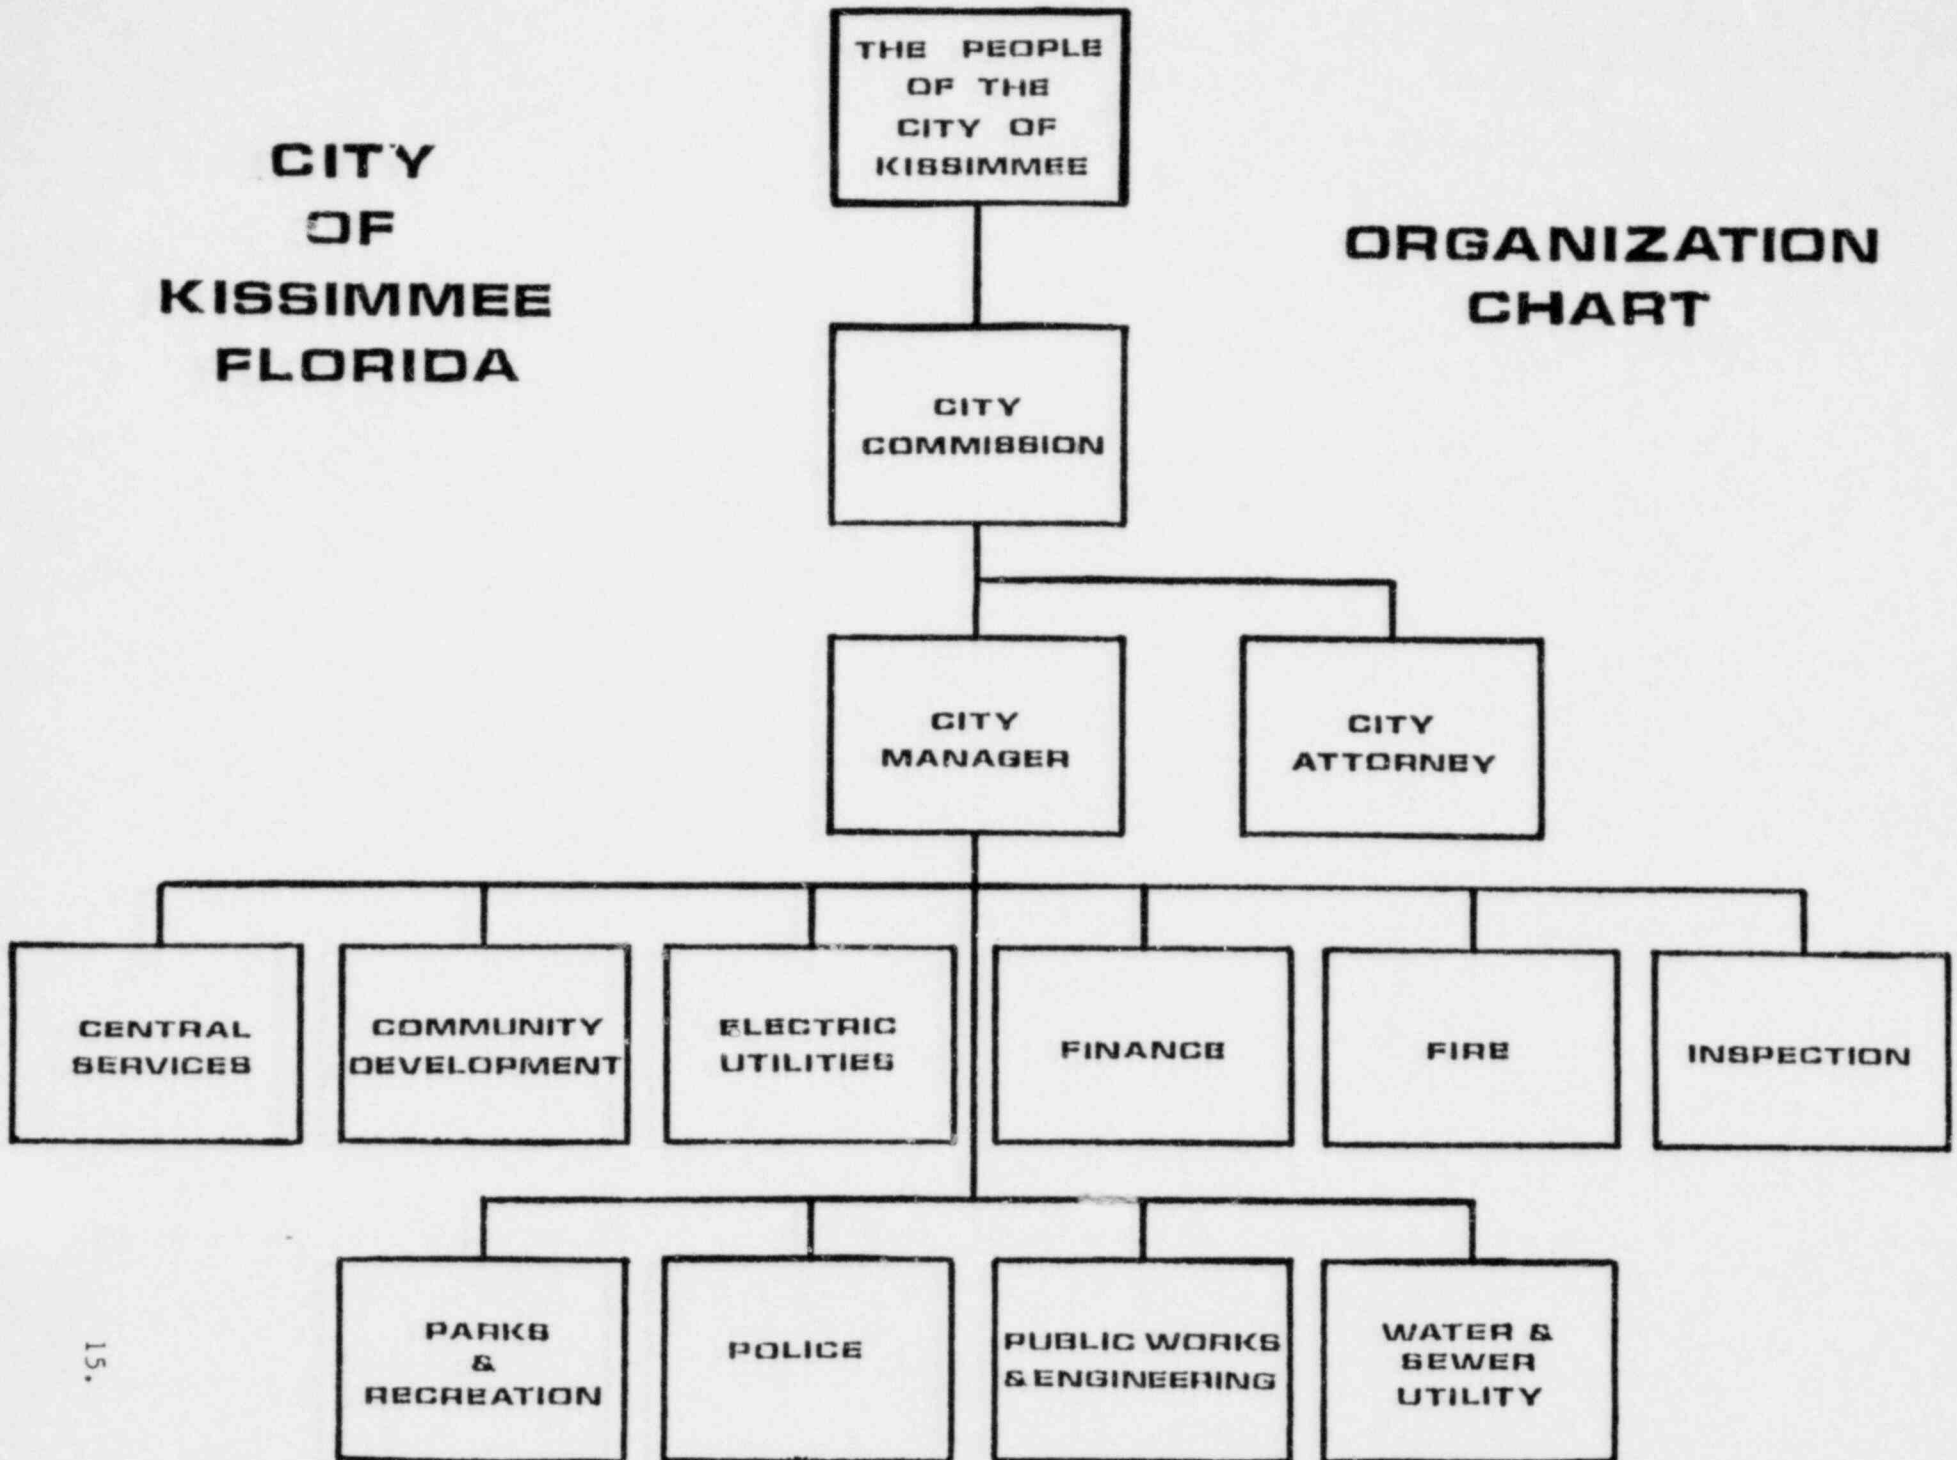 CITY
OF
KISSIMMEE
FLORIDA
THE PEOPLE
OF THE
CITY OF
KISSIMMEE
ORGANIZATION
CHART
CITY
COMMISSION
CITY
MANAGER
CITY
ATTORNEY
CENTRAL
SERVICES
COMMUNITY
DEVELOPMENT
ELECTRIC
UTILITIES
FINANCE
FIRE
INSPECTION
PARKS
&
RECREATION
POLICE
PUBLIC WORKS
& ENGINEERING
WATER &
SEWER
UTILITY
15.